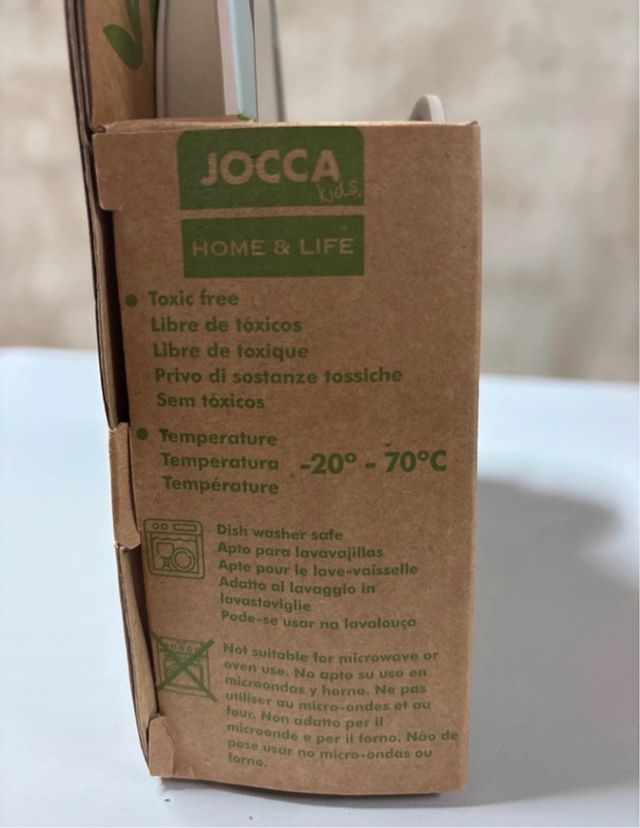 JOCCA
kids.
HOME & LIFE
Toxic free
Libre de tóxicos
Libre de toxique
Privo di sostanze tossiche
Sem tóxicos
Temperature
Temperatura -20º - 70ºC
Température
Dish washer safe
Apto para lavavajillas
Apte pour le lave-vaisselle
Adatto al lavaggio in
lavastoviglie
Pode-se usar na lavalouça
Not suitable for microwave or
oven use. No apto su uso en
microondas y horno. Ne pas
utiliser au micro-ondes et au
four. Non adatto per il
microonde e per il forno. Não de
pose usar no micro-ondas ou
forno.